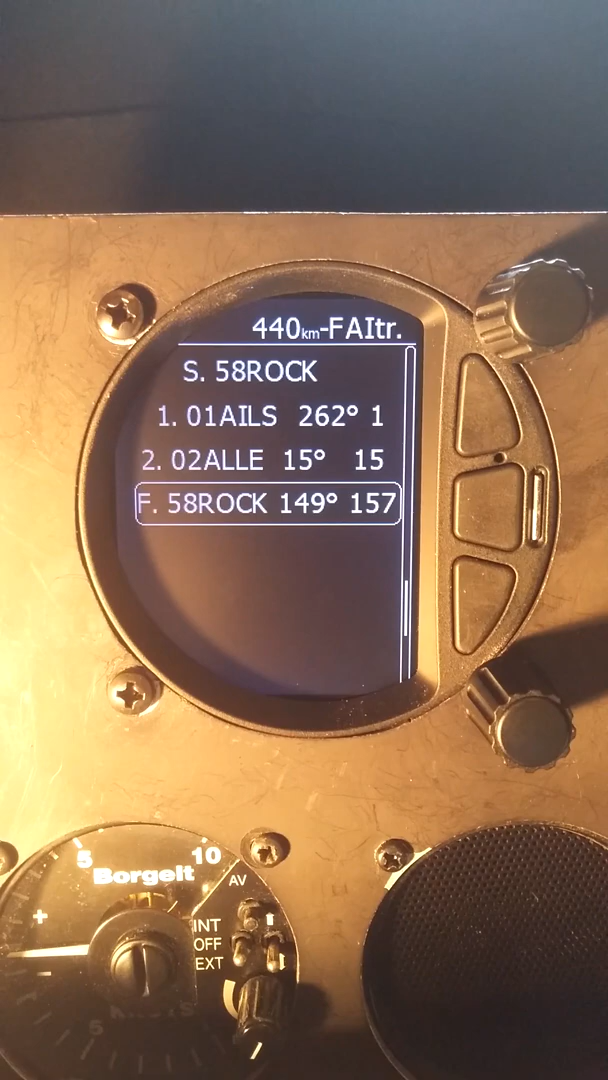 440km-FAItr.
S. 58ROCK
1. 01AILS 262° 1
2. 02ALLE 15° 15
F. 58ROCK 149° 157
5 10
Borgelt
AV
+
INT
OFF
-
EXT
5